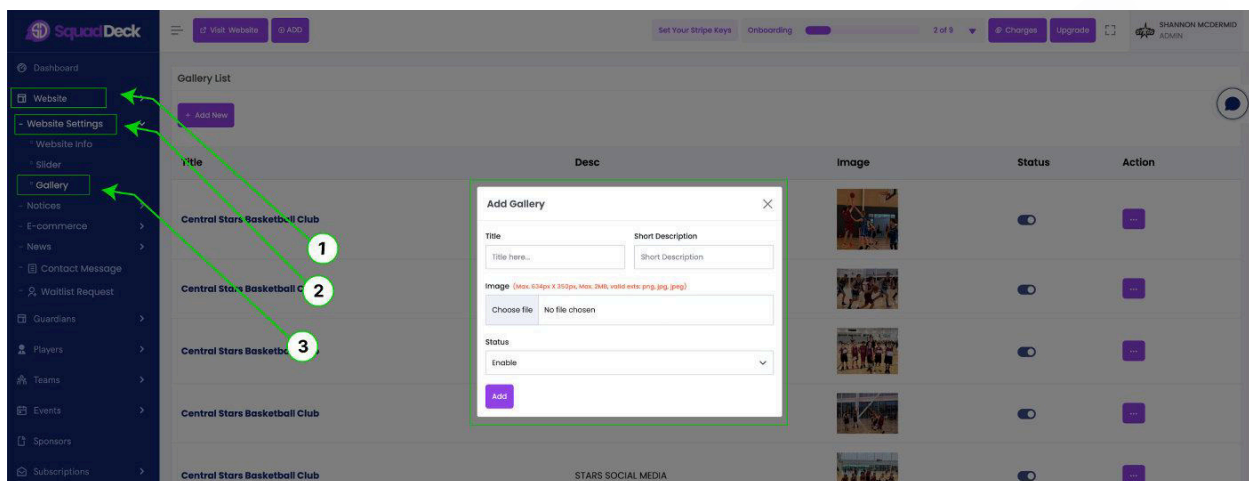 SquadDeck
Visit Website
ADD
Set Your Stripe Keys
Onboarding
2 of 9
Charges
Upgrade
SHANNON MCDERMID
ADMIN
Dashboard
Website
- Website Settings
Website Info
Slider
Gallery
- Notices
- E-commerce
- News
Contact Message
Waitlist Request
Guardians
Players
Teams
Events
Sponsors
Subscriptions
1
2
3
Gallery List
+ Add New
Title Desc Image Status Action
Central Stars Basketball Club
Central Stars Basketball C
Central Stars Basketb
Central Stars Basketball Club
Central Stars Basketball Club STARS SOCIAL MEDIA
Add Gallery
Title Short Description
Title here... Short Description
Image (Max. 634px X 353px, Max. 2MB, valid exts: png, jpg, jpeg)
Choose file No file chosen
Status
Enable
Add